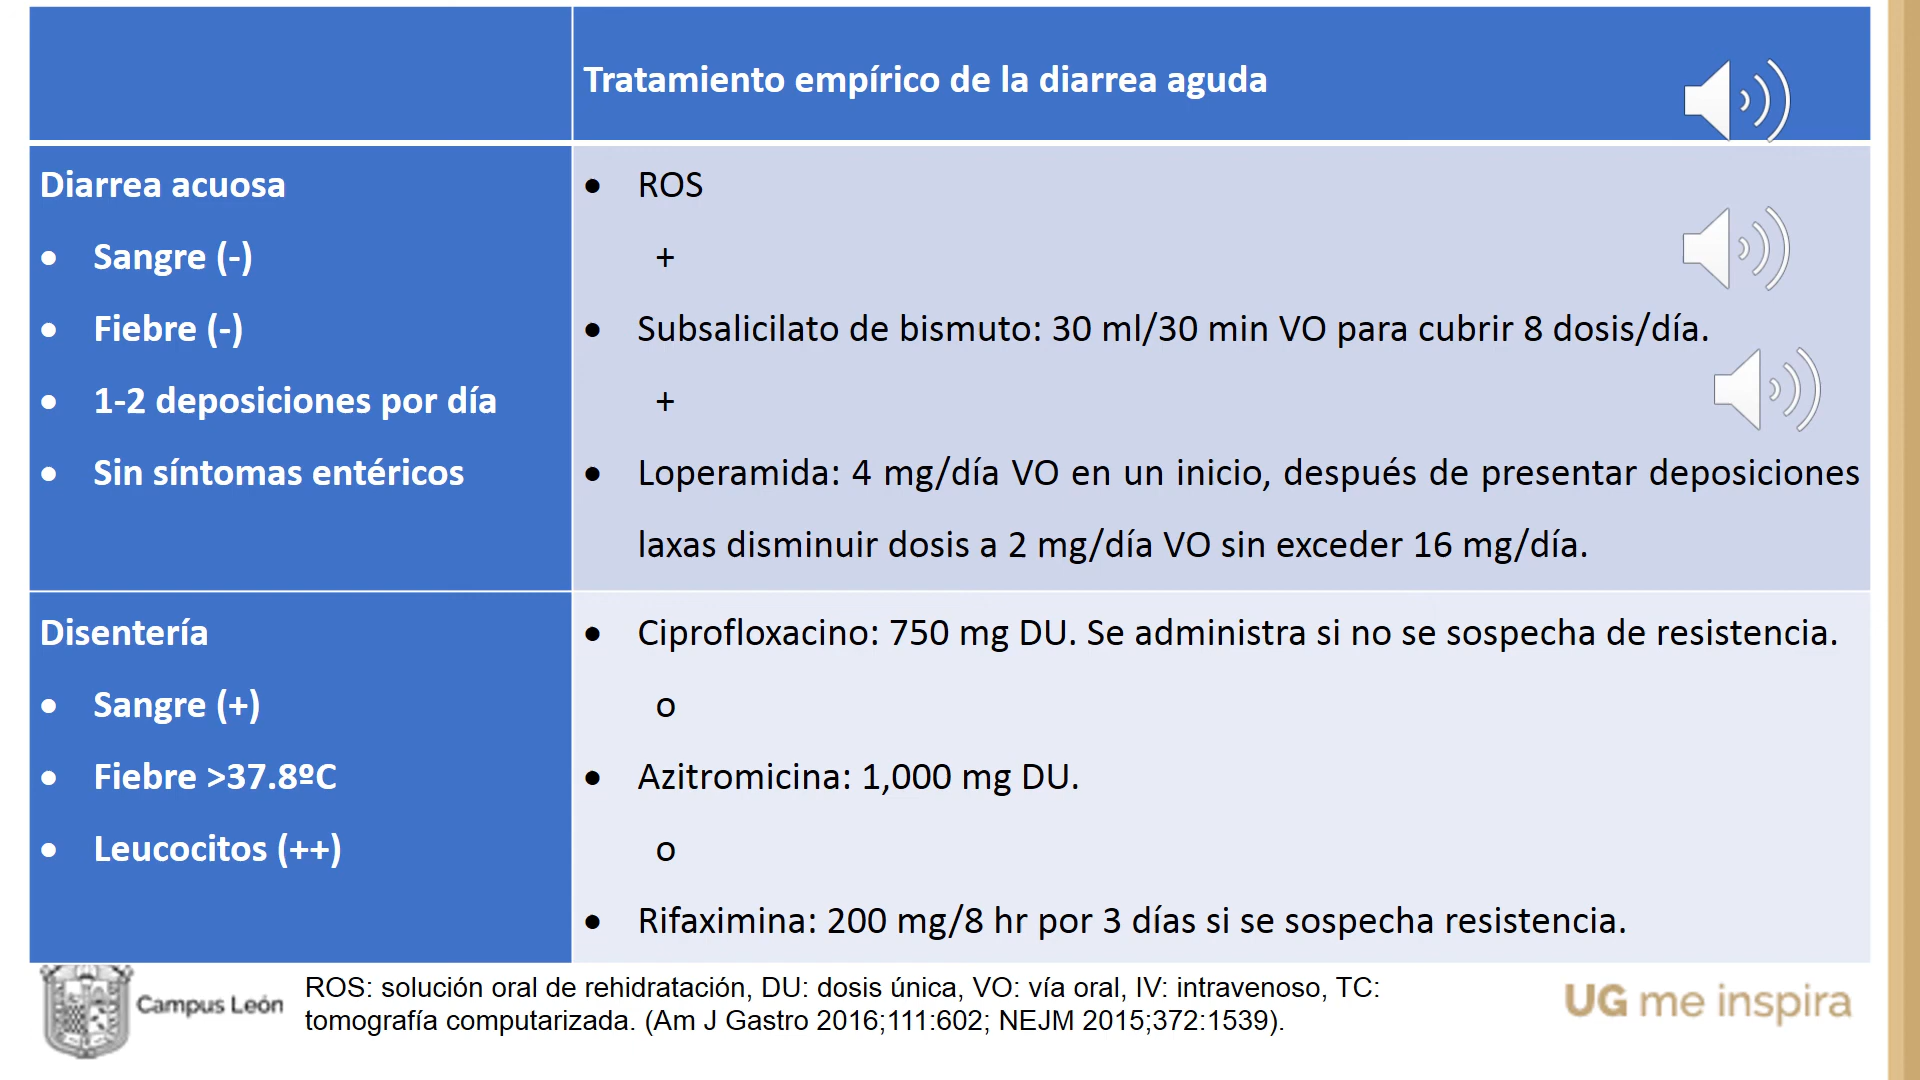 Tratamiento empírico de la diarrea aguda
Diarrea acuosa
• Sangre (-)
• Fiebre (-)
• 1-2 deposiciones por día
• Sin síntomas entéricos
• ROS
+
• Subsalicilato de bismuto: 30 ml/30 min VO para cubrir 8 dosis/día.
+
• Loperamida: 4 mg/día VO en un inicio, después de presentar deposiciones
laxas disminuir dosis a 2 mg/día VO sin exceder 16 mg/día.
Disentería
• Sangre (+)
• Fiebre >37.8ºC
• Leucocitos (++)
• Ciprofloxacino: 750 mg DU. Se administra si no se sospecha de resistencia.
o
• Azitromicina: 1,000 mg DU.
o
• Rifaximina: 200 mg/8 hr por 3 días si se sospecha resistencia.
Campus León
ROS: solución oral de rehidratación, DU: dosis única, VO: vía oral, IV: intravenoso, TC:
tomografía computarizada. (Am J Gastro 2016;111:602; NEJM 2015;372:1539).
UG me inspira